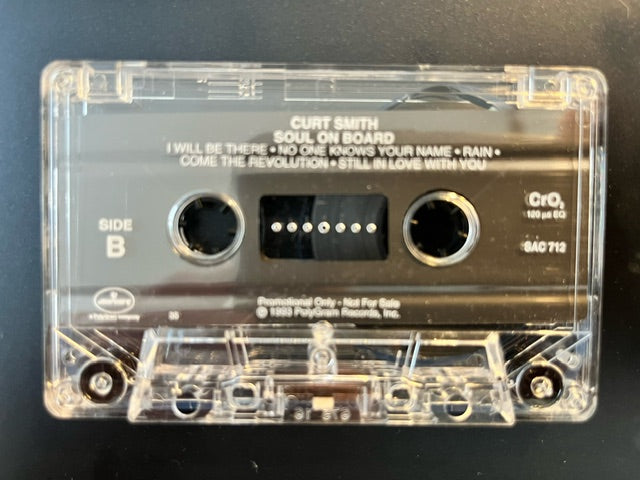 CURT SMITH
SOUL ON BOARD
I WILL BE THERE • NO ONE KNOWS YOUR NAME • RAIN •
COME THE REVOLUTION • STILL IN LOVE WITH YOU
SIDE
B
CrO₂
120 µs EQ
SAC 712
Promotional Only - Not For Sale
℗ 1993 PolyGram Records, Inc.